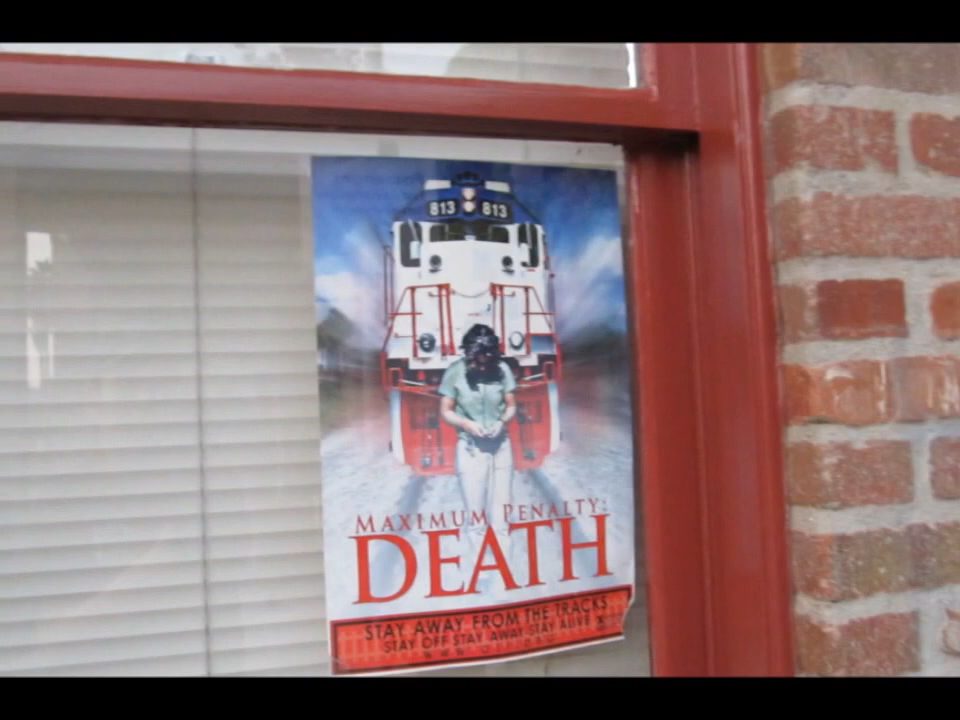 813 813
MAXIMUM PENALTY:
DEATH
STAY AWAY FROM THE TRACKS
STAY OFF STAY AWAY STAY ALIVE